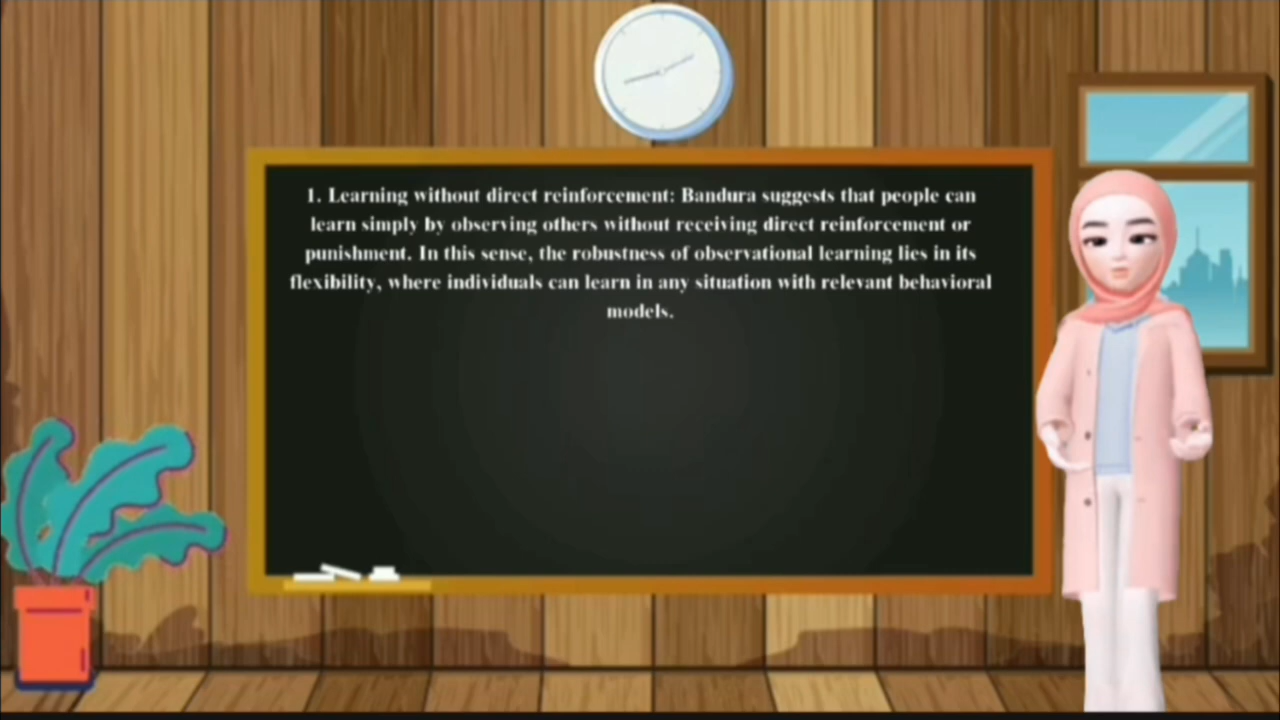 1. Learning without direct reinforcement: Bandura suggests that people can
learn simply by observing others without receiving direct reinforcement or
punishment. In this sense, the robustness of observational learning lies in its
flexibility, where individuals can learn in any situation with relevant behavioral
models.